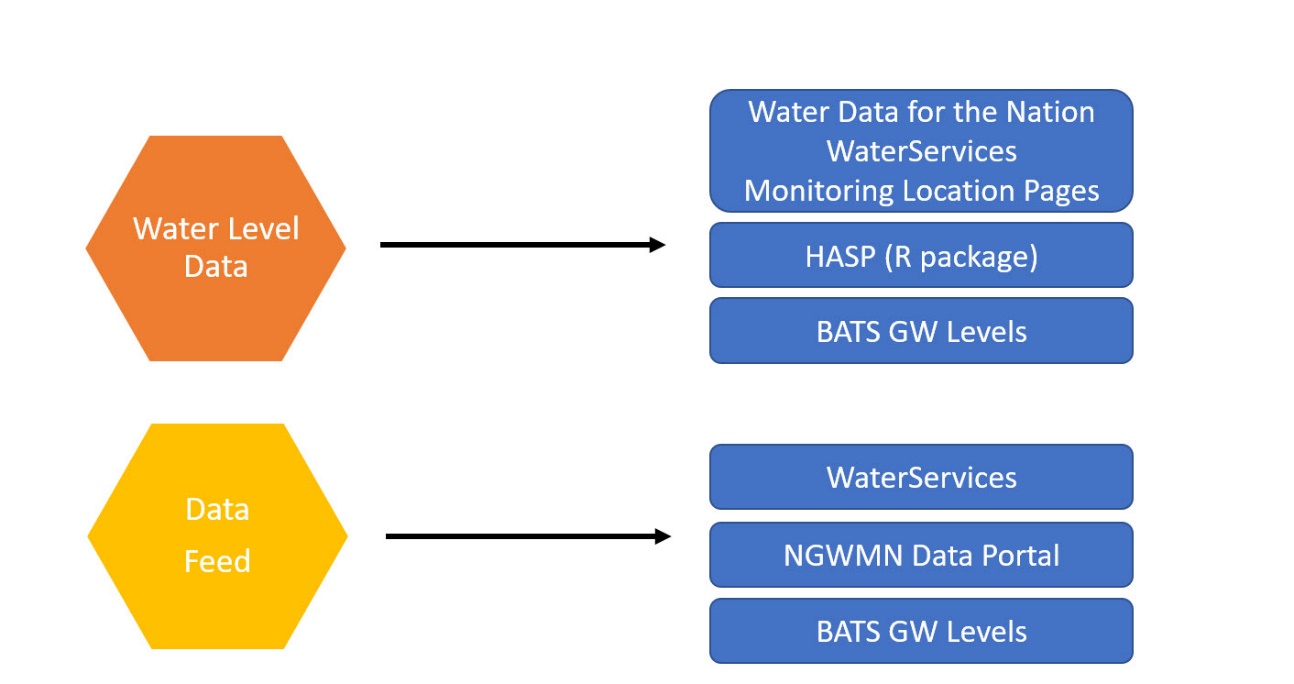 Water Level
Data
Water Data for the Nation
WaterServices
Monitoring Location Pages
HASP (R package)
BATS GW Levels
Data
Feed
WaterServices
NGWMN Data Portal
BATS GW Levels